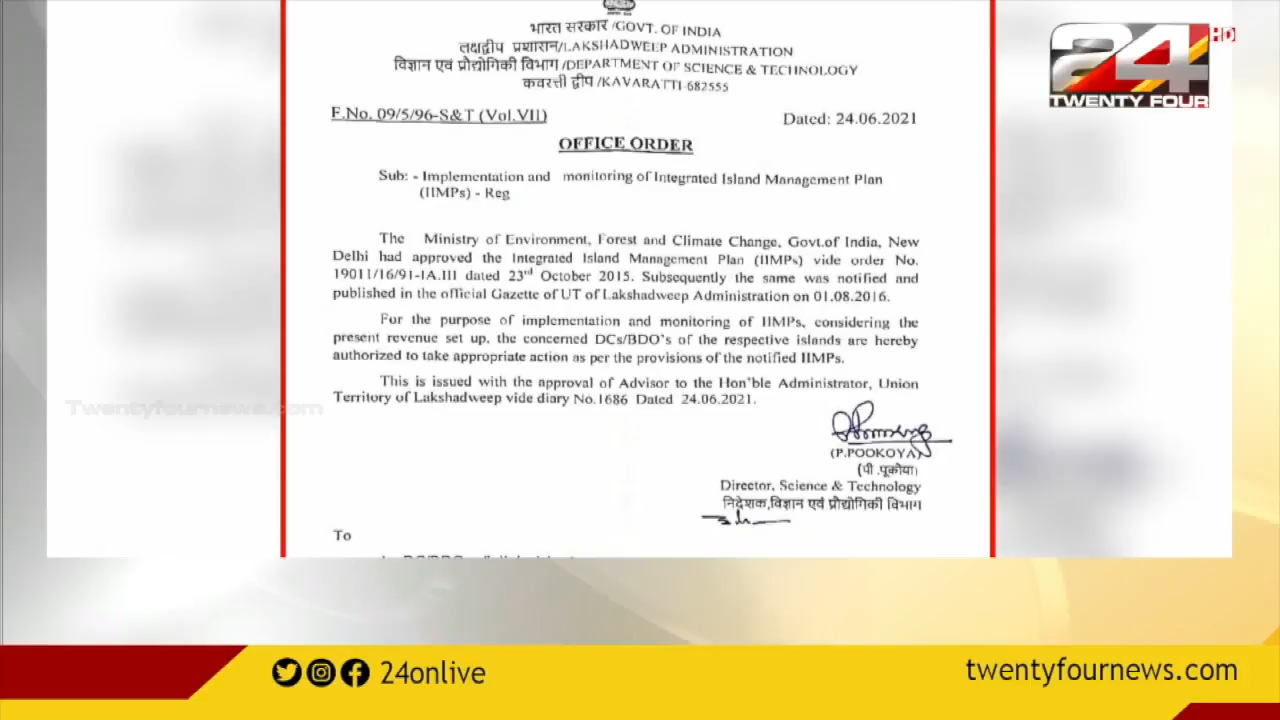 भारत सरकार /GOVT. OF INDIA
लक्षद्वीप प्रशासन/LAKSHADWEEP ADMINISTRATION
विज्ञान एवं प्रौद्योगिकी विभाग /DEPARTMENT OF SCIENCE & TECHNOLOGY
कवरत्ती द्वीप /KAVARATTI-682555
24 HD
TWENTY FOUR
F.No. 09/5/96-S&T (Vol.VII) Dated: 24.06.2021
OFFICE ORDER
Sub: - Implementation and monitoring of Integrated Island Management Plan
(IIMPs) - Reg
The Ministry of Environment, Forest and Climate Change, Govt.of India, New
Delhi had approved the Integrated Island Management Plan (IIMPs) vide order No.
19011/16/91-IA.III dated 23rd October 2015. Subsequently the same was notified and
published in the official Gazette of UT of Lakshadweep Administration on 01.08.2016.
For the purpose of implementation and monitoring of IIMPs, considering the
present revenue set up, the concerned DCs/BDO's of the respective islands are hereby
authorized to take appropriate action as per the provisions of the notified IIMPs.
This is issued with the approval of Advisor to the Hon'ble Administrator, Union
Territory of Lakshadweep vide diary No.1686 Dated 24.06.2021.
Twentyfournews.com
(P.POOKOYA)
(पी .पूकोया)
Director, Science & Technology
निदेशक,विज्ञान एवं प्रौद्योगिकी विभाग
To
24onlive
twentyfournews.com